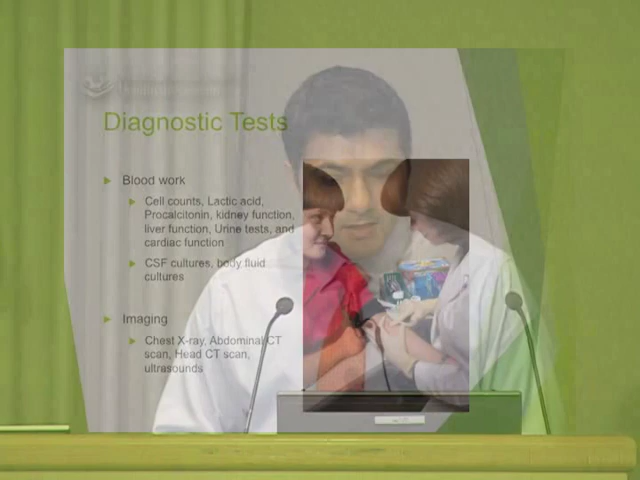 Diagnostic Tests
Blood work
Cell counts, Lactic acid,
Procalcitonin, kidney function,
liver function, Urine tests, and
cardiac function
CSF cultures, body fluid
cultures
Imaging
Chest X-ray, Abdominal CT
scan, Head CT scan,
ultrasounds